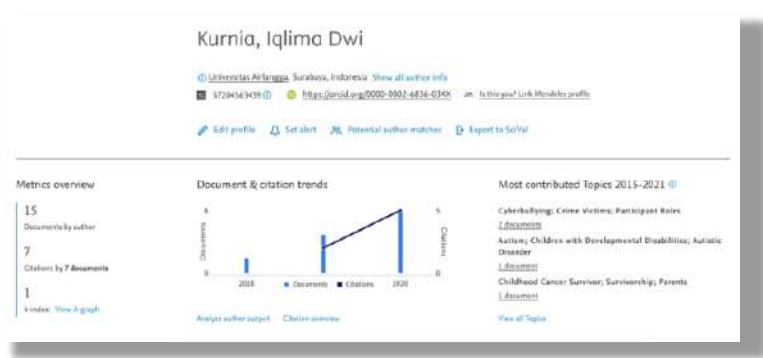 Kurnia, Iqlima Dwi
Universitas Airlangga, Surabaya, Indonesia Show all author info
57204563439 https://orcid.org/0000-0002-6836-034X Is this you? Link Mendeley profile
Edit profile Set alert Potential author matches Export to SciVal
Metrics overview
15
Documents by author
7
Citations by 7 documents
1
h-index: View h-graph
Document & citation trends
Documents
Citations
0
2018 2020
Documents Citations
Analyze author output Citation overview
Most contributed Topics 2015-2021
Cyberbullying; Crime Victims; Participant Roles
2 documents
Autism; Children with Developmental Disabilities; Autistic
Disorder
1 document
Childhood Cancer Survivor; Survivorship; Parents
1 document
View all Topics